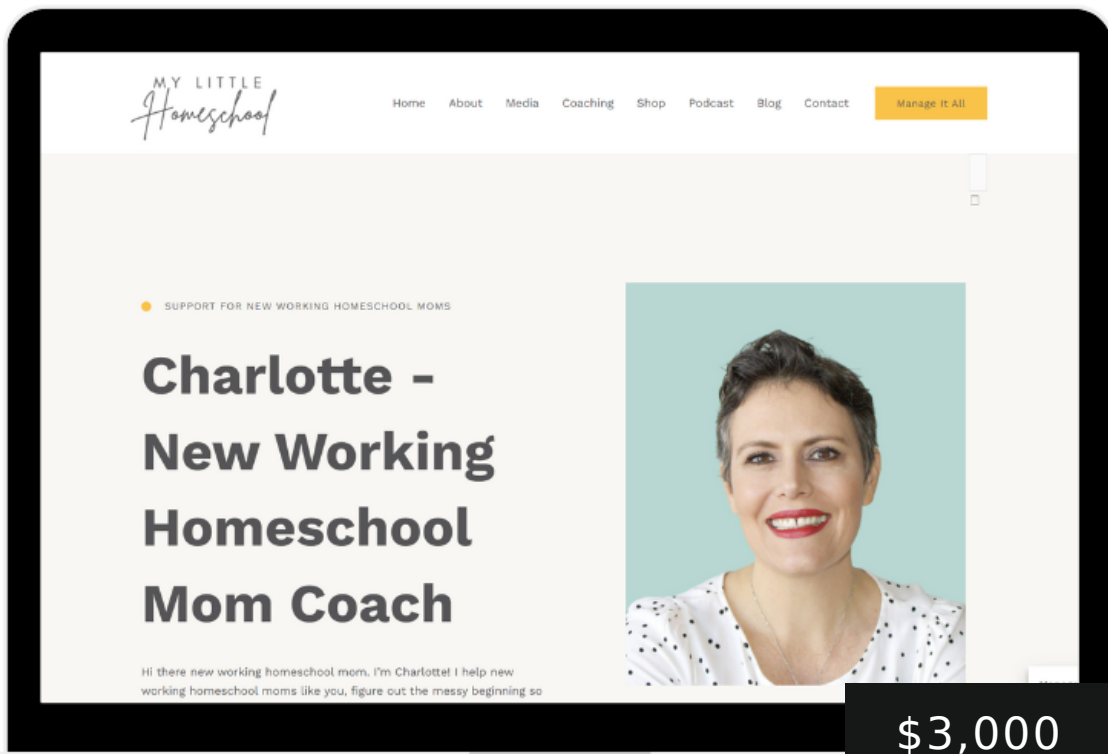 MY LITTLE
Homeschool
Home About Media Coaching Shop Podcast Blog Contact Manage It All
SUPPORT FOR NEW WORKING HOMESCHOOL MOMS
Charlotte -
New Working
Homeschool
Mom Coach
Hi there new working homeschool mom. I'm Charlotte! I help new
working homeschool moms like you, figure out the messy beginning so
$3,000